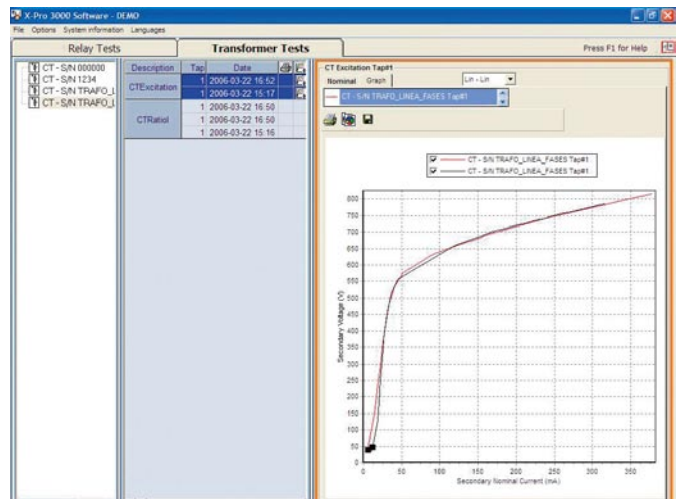 X-Pro 3000 Software - DEMO
File Options System information Languages
Relay Tests
Transformer Tests
Press F1 for Help
CT - S/N 000000
CT - S/N 1234
CT - S/N TRAFO_L
CT - S/N TRAFO_L
Description Tap Date
CTExcitation
1 2006-03-22 16:52
1 2006-03-22 15:17
CTRatioI
1 2006-03-22 16:50
1 2006-03-22 16:50
1 2006-03-22 15:16
CT Excitation Tap#1
Nominal Graph Lin - Lin
CT - S/N TRAFO_LINEA_FASES Tap#1
CT - S/N TRAFO_LINEA_FASES Tap#1
CT - S/N TRAFO_LINEA_FASES Tap#1
Secondary Voltage (V)
800
750
700
650
600
550
500
450
400
350
300
250
200
150
100
50
0
0 50 100 150 200 250 300 350
Secondary Nominal Current (mA)